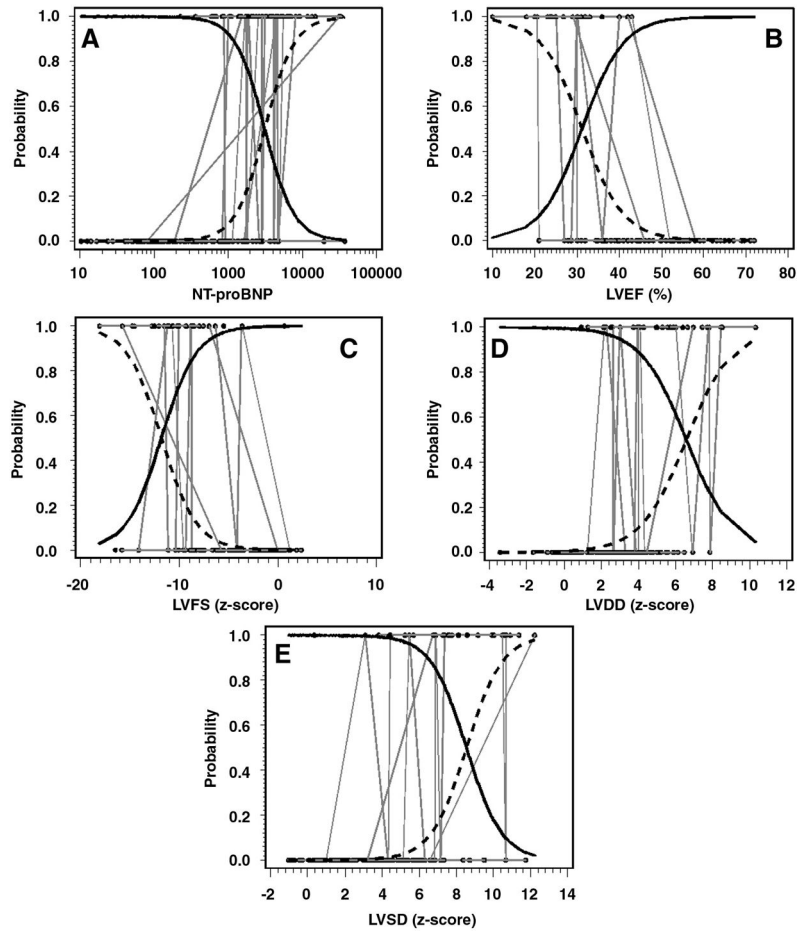 A
Probability
1.0
0.8
0.6
0.4
0.2
0.0
10 100 1000 10000 100000
NT-proBNP
B
Probability
1.0
0.8
0.6
0.4
0.2
0.0
10 20 30 40 50 60 70 80
LVEF (%)
C
Probability
1.0
0.8
0.6
0.4
0.2
0.0
-20 -10 0 10
LVFS (z-score)
D
Probability
1.0
0.8
0.6
0.4
0.2
0.0
-4 -2 0 2 4 6 8 10 12
LVDD (z-score)
E
Probability
1.0
0.8
0.6
0.4
0.2
0.0
-2 0 2 4 6 8 10 12 14
LVSD (z-score)